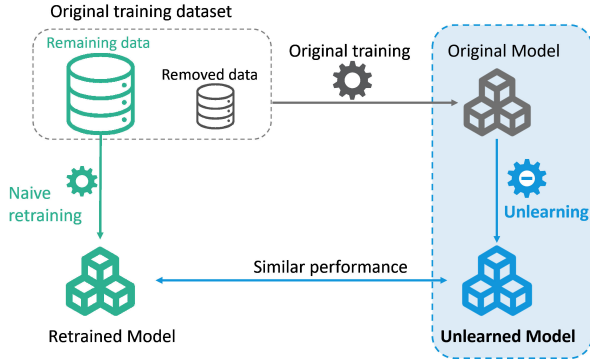 Original training dataset
Remaining data
Removed data
Original training
Original Model
Naive
retraining
Unlearning
Similar performance
Retrained Model
Unlearned Model